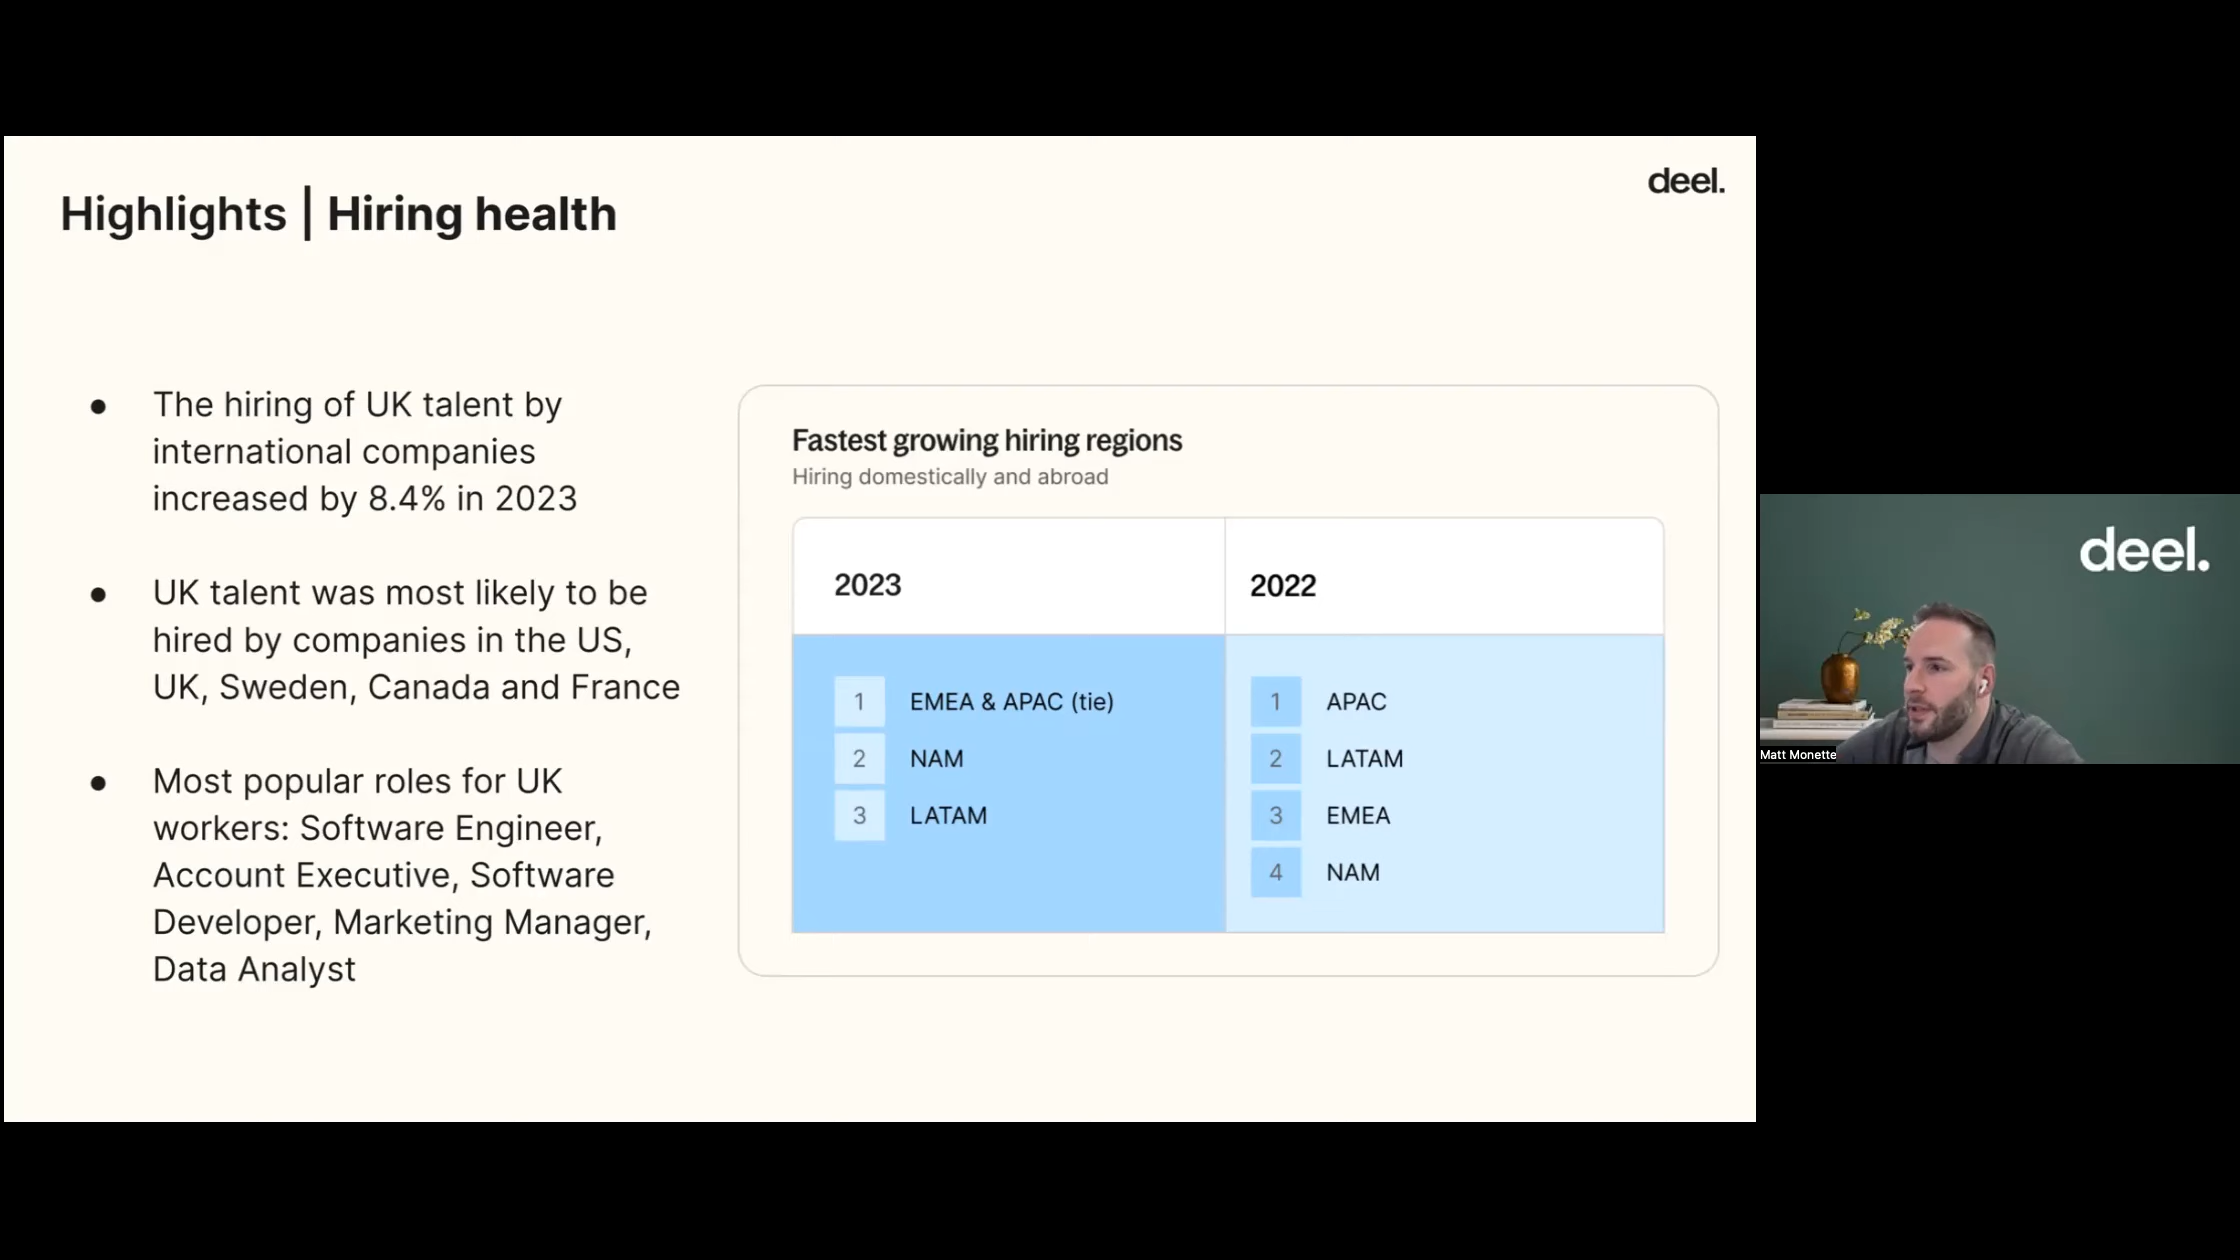 deel.
Highlights | Hiring health
● The hiring of UK talent by
international companies
increased by 8.4% in 2023
● UK talent was most likely to be
hired by companies in the US,
UK, Sweden, Canada and France
● Most popular roles for UK
workers: Software Engineer,
Account Executive, Software
Developer, Marketing Manager,
Data Analyst
Fastest growing hiring regions
Hiring domestically and abroad
2023 2022
1 EMEA & APAC (tie) 1 APAC
2 NAM 2 LATAM
3 LATAM 3 EMEA
4 NAM
deel.
Matt Monette